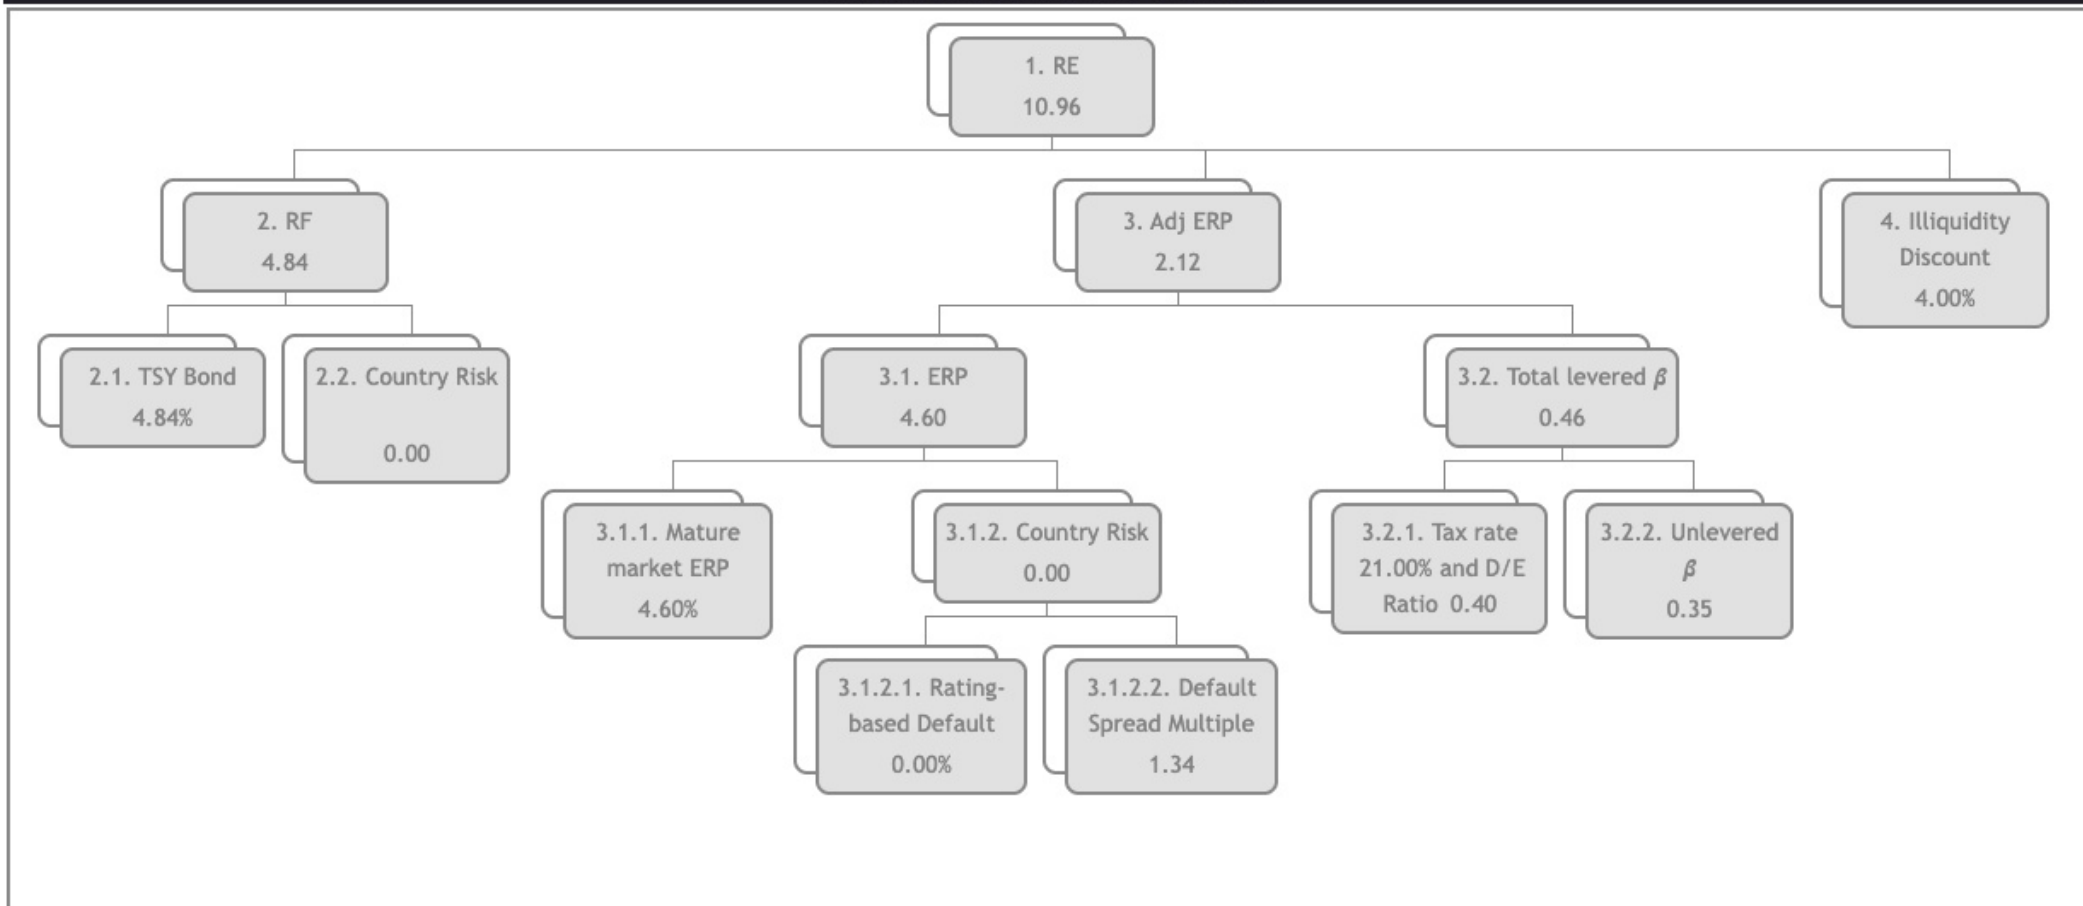 1. RE
10.96
2. RF
4.84
3. Adj ERP
2.12
4. Illiquidity
Discount
4.00%
2.1. TSY Bond
4.84%
2.2. Country Risk
0.00
3.1. ERP
4.60
3.2. Total levered β
0.46
3.1.1. Mature
market ERP
4.60%
3.1.2. Country Risk
0.00
3.2.1. Tax rate
21.00% and D/E
Ratio 0.40
3.2.2. Unlevered
β
0.35
3.1.2.1. Rating-
based Default
0.00%
3.1.2.2. Default
Spread Multiple
1.34